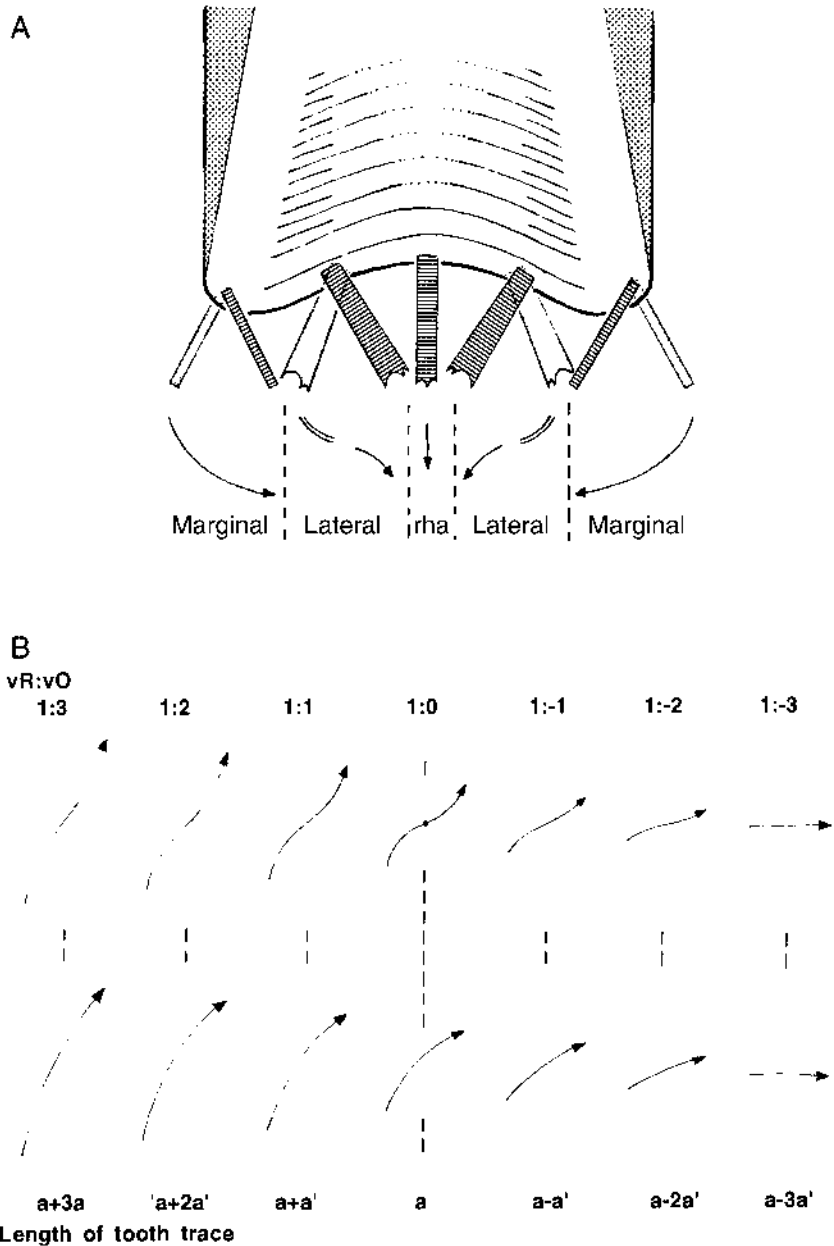 A
Marginal Lateral rha Lateral Marginal
B
vR:vO
1:3 1:2 1:1 1:0 1:-1 1:-2 1:-3
a+3a 'a+2a' a+a' a a-a' a-2a' a-3a'
Length of tooth trace